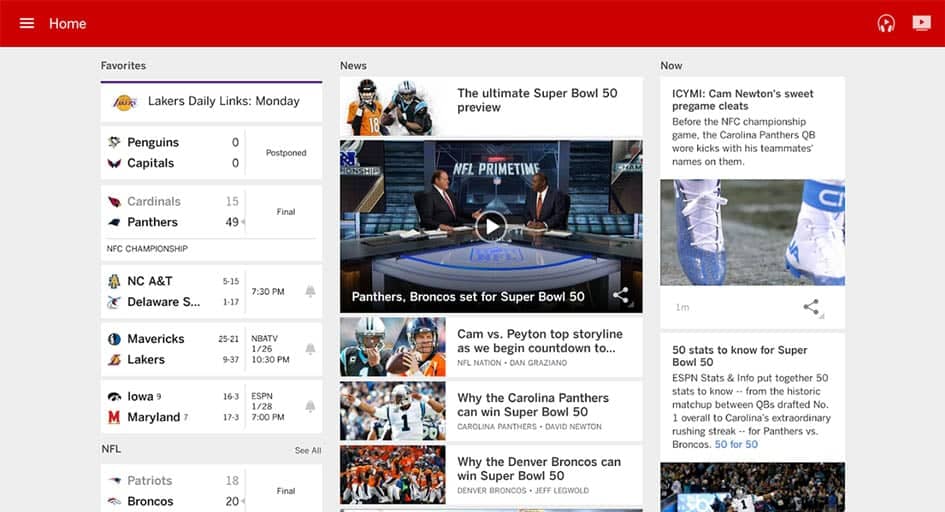 Home
Favorites
Lakers Daily Links: Monday
Penguins 0
Capitals 0
Postponed
Cardinals 15
Panthers 49
Final
NFC CHAMPIONSHIP
NC A&T 5-15
Delaware S... 1-17
7:30 PM
Mavericks 25-21
Lakers 9-37
NBATV
1/26
10:30 PM
Iowa 9 16-3
Maryland 7 17-3
ESPN
1/28
7:00 PM
NFL See All
Patriots 18
Broncos 20
Final
News
The ultimate Super Bowl 50
preview
NFL PRIMETIME
NFL
Panthers, Broncos set for Super Bowl 50
Cam vs. Peyton top storyline
as we begin countdown to...
NFL NATION • DAN GRAZIANO
Why the Carolina Panthers
can win Super Bowl 50
CAROLINA PANTHERS • DAVID NEWTON
Why the Denver Broncos can
win Super Bowl 50
DENVER BRONCOS • JEFF LEGWOLD
Now
ICYMI: Cam Newton's sweet
pregame cleats
Before the NFC championship
game, the Carolina Panthers QB
wore kicks with his teammates'
names on them.
1m
50 stats to know for Super
Bowl 50
ESPN Stats & Info put together 50
stats to know -- from the historic
matchup between QBs drafted No.
1 overall to Carolina's extraordinary
rushing streak -- for Panthers vs.
Broncos. 50 for 50